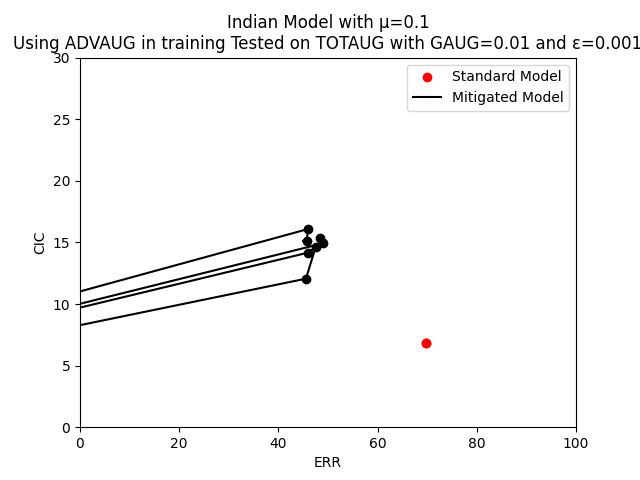 Indian Model with μ=0.1
Using ADVAUG in training Tested on TOTAUG with GAUG=0.01 and ε=0.001
Standard Model
Mitigated Model
30
25
20
15
10
5
0
CIC
0 20 40 60 80 100
ERR